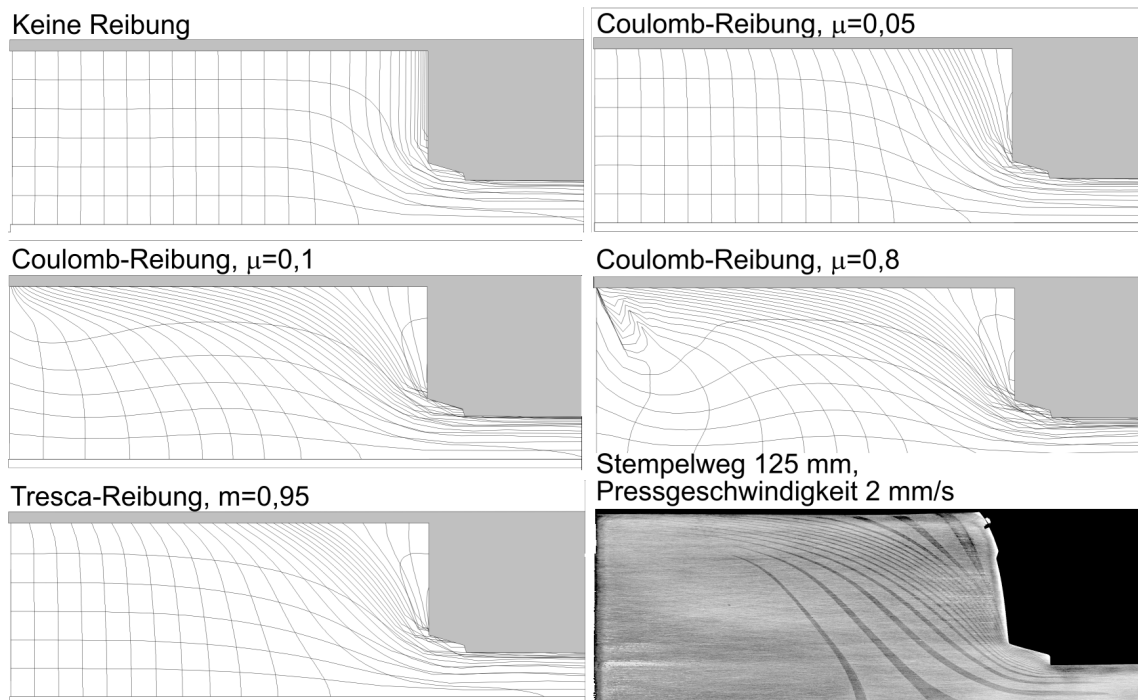 Keine Reibung
Coulomb-Reibung, μ=0,05
Coulomb-Reibung, μ=0,1
Coulomb-Reibung, μ=0,8
Tresca-Reibung, m=0,95
Stempelweg 125 mm,
Pressgeschwindigkeit 2 mm/s